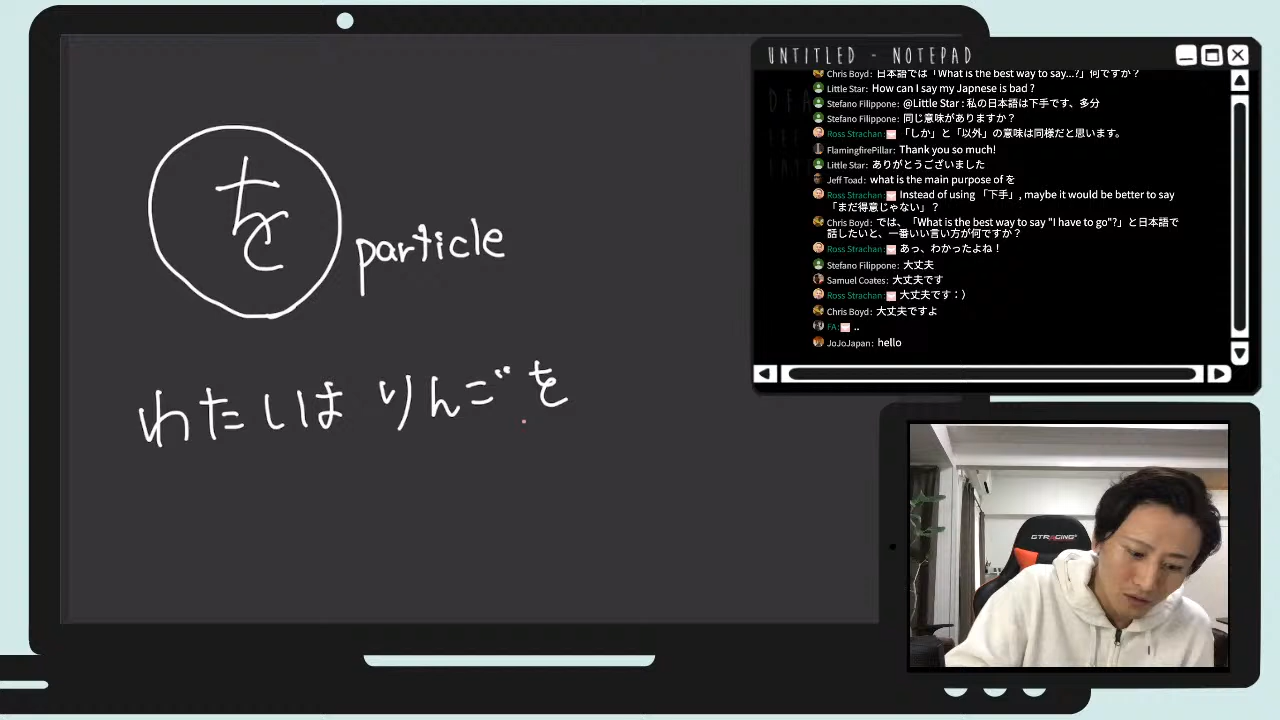 を
particle
わたしは りんごを
UNTITLED - NOTEPAD
Chris Boyd: 日本語では「What is the best way to say...?」何ですか？
Little Star: How can I say my Japnese is bad ?
Stefano Filippone: @Little Star : 私の日本語は下手です、多分
Stefano Filippone: 同じ意味がありますか？
Ross Strachan: 「しか」と「以外」の意味は同様だと思います。
FlamingfirePillar: Thank you so much!
Little Star: ありがとうございました
Jeff Toad: what is the main purpose of を
Ross Strachan: Instead of using 「下手」, maybe it would be better to say
「まだ得意じゃない」？
Chris Boyd: では、「What is the best way to say "I have to go"?」と日本語で
話したいと、一番いい言い方が何ですか？
Ross Strachan: あっ、わかったよね！
Stefano Filippone: 大丈夫
Samuel Coates: 大丈夫です
Ross Strachan: 大丈夫です：）
Chris Boyd: 大丈夫ですよ
FA: ..
JoJoJapan: hello
GTRACING